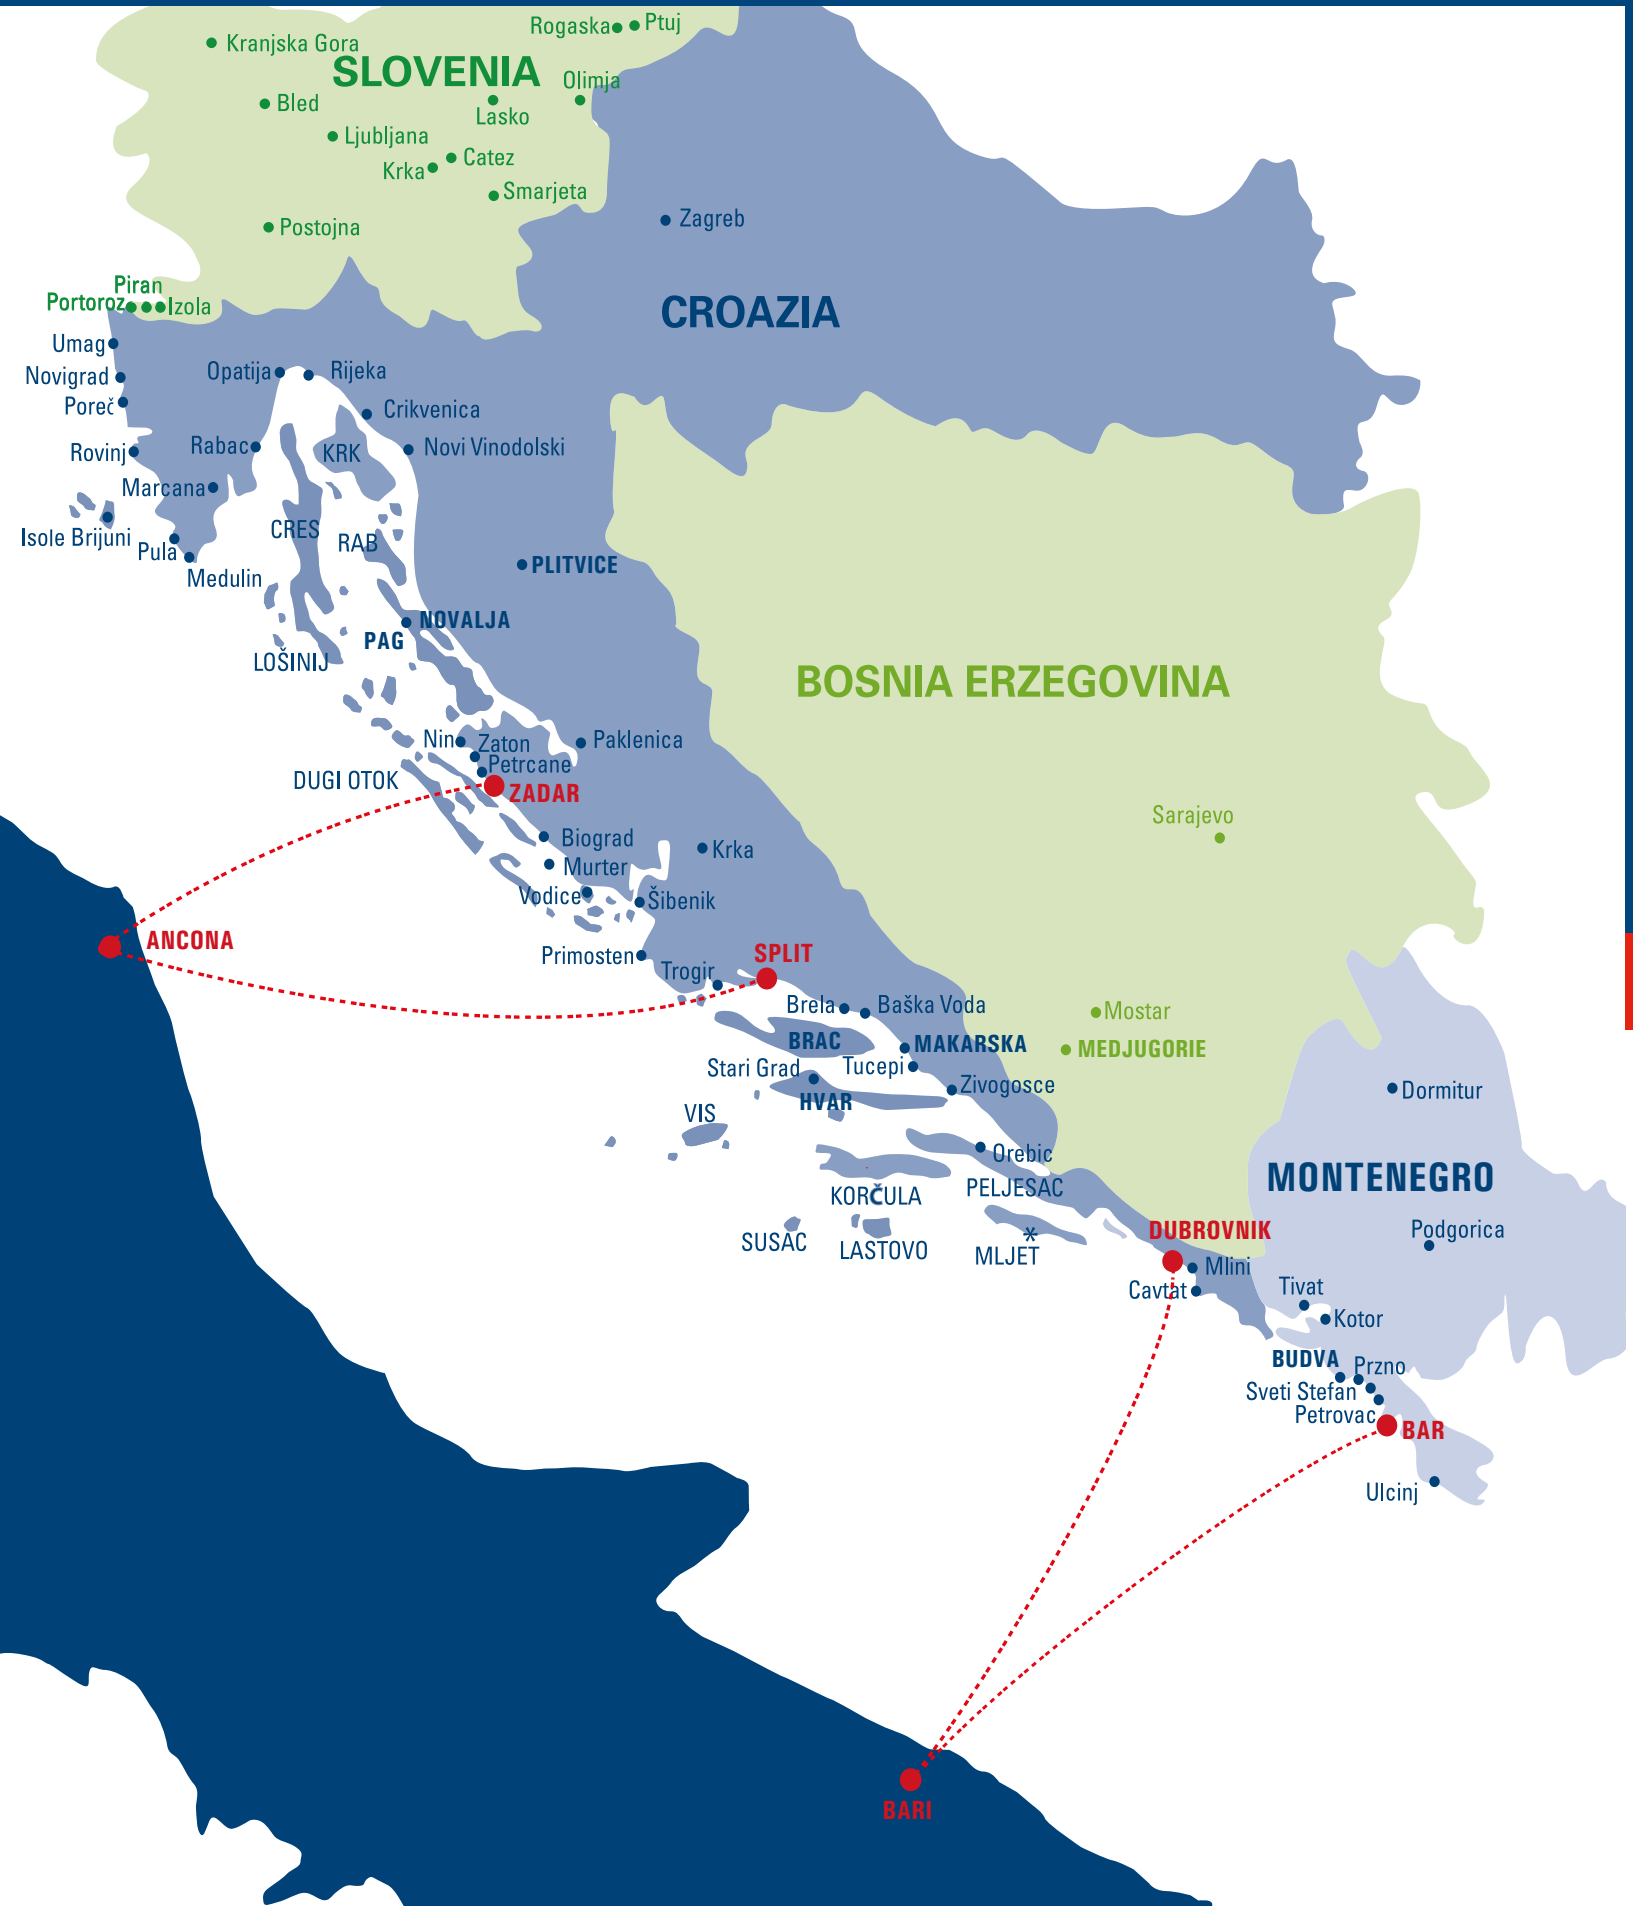 Rogaska
Ptuj
Kranjska Gora
SLOVENIA
Olimja
Bled
Lasko
Ljubljana
Catez
Krka
Smarjeta
Zagreb
Postojna
Piran
Portoroz
Izola
CROAZIA
Umag
Novigrad
Opatija
Rijeka
Poreč
Crikvenica
Rovinj
Rabac
KRK
Novi Vinodolski
Marcana
Isole Brijuni
CRES
RAB
Pula
Medulin
PLITVICE
NOVALJA
PAG
LOŠINIJ
BOSNIA ERZEGOVINA
Nin
Zaton
Paklenica
Petrcane
DUGI OTOK
ZADAR
Sarajevo
Biograd
Krka
Murter
Vodice
Šibenik
ANCONA
Primosten
SPLIT
Trogir
Brela
Baška Voda
Mostar
BRAC
MAKARSKA
MEDJUGORIE
Stari Grad
Tucepi
Zivogosce
Dormitur
HVAR
VIS
Orebic
MONTENEGRO
KORČULA
PELJESAC
DUBROVNIK
Podgorica
SUSAC
LASTOVO
*
MLJET
Mlini
Cavtat
Tivat
Kotor
BUDVA
Przno
Sveti Stefan
Petrovac
BAR
Ulcinj
BARI